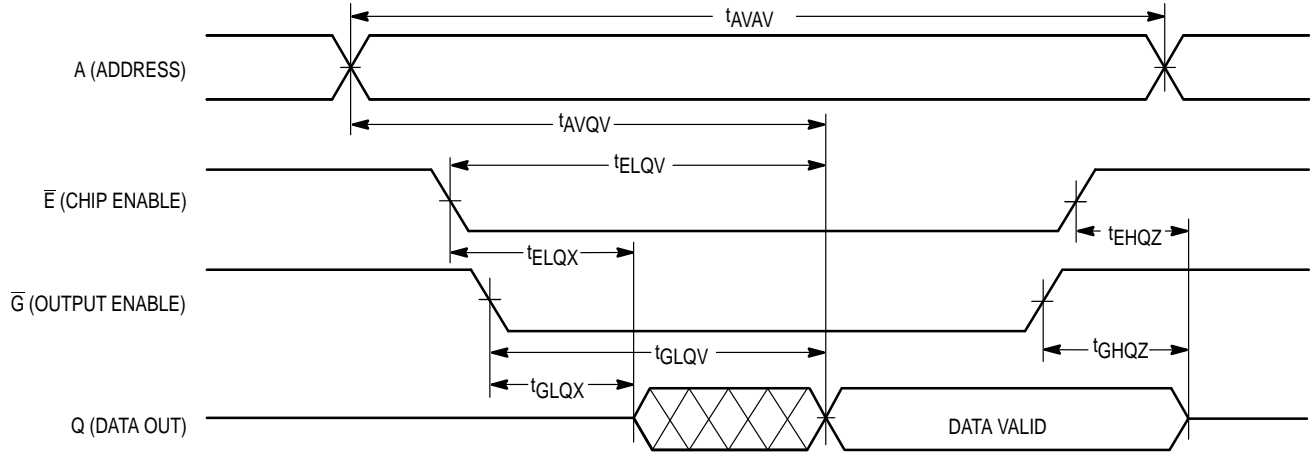 tAVAV
A (ADDRESS)
tAVQV
tELQV
E̅ (CHIP ENABLE)
tEHQZ
tELQX
G̅ (OUTPUT ENABLE)
tGLQV
tGHQZ
tGLQX
Q (DATA OUT)
DATA VALID